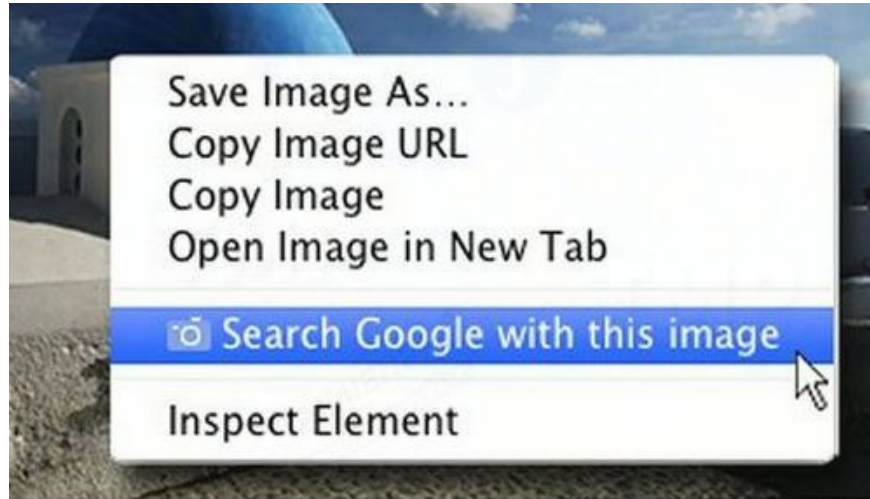 Save Image As...
Copy Image URL
Copy Image
Open Image in New Tab
Search Google with this image
Inspect Element